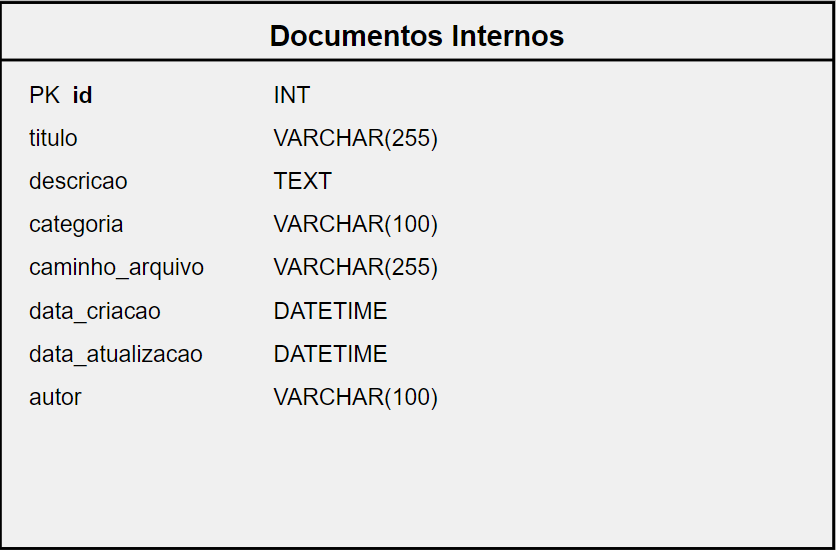 Documentos Internos
PK id INT
titulo VARCHAR(255)
descricao TEXT
categoria VARCHAR(100)
caminho_arquivo VARCHAR(255)
data_criacao DATETIME
data_atualizacao DATETIME
autor VARCHAR(100)